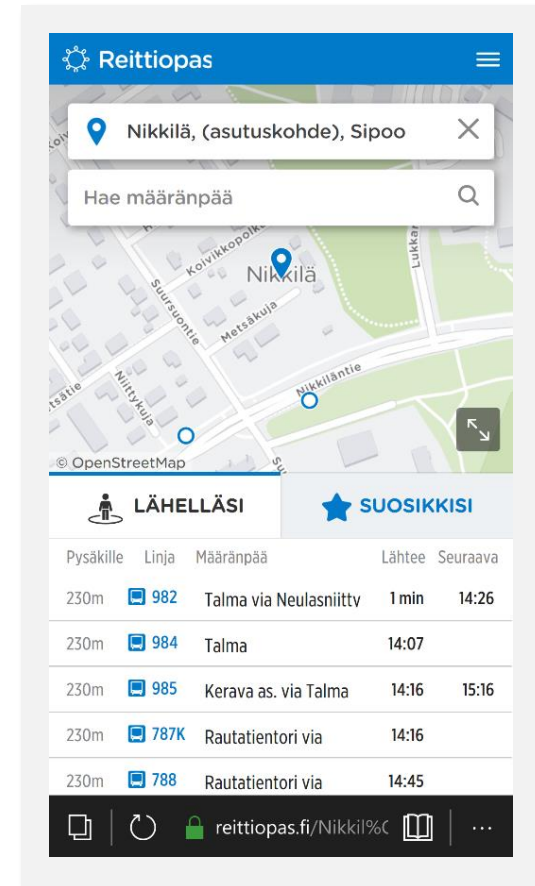 Reittiopas
Nikkilä, (asutuskohde), Sipoo
Hae määränpää
Koivikkopolku
Lukkar
Nikkilä
Suursuontie
Metsäkuja
Nikkiläntie
Niittykuja
tsätie
Su
© OpenStreetMap
LÄHELLÄSI
SUOSIKKISI
Pysäkille Linja Määränpää Lähtee Seuraava
230m 982 Talma via Neulasniitty 1 min 14:26
230m 984 Talma 14:07
230m 985 Kerava as. via Talma 14:16 15:16
230m 787K Rautatientori via 14:16
230m 788 Rautatientori via 14:45
reittiopas.fi/Nikkil%C ...